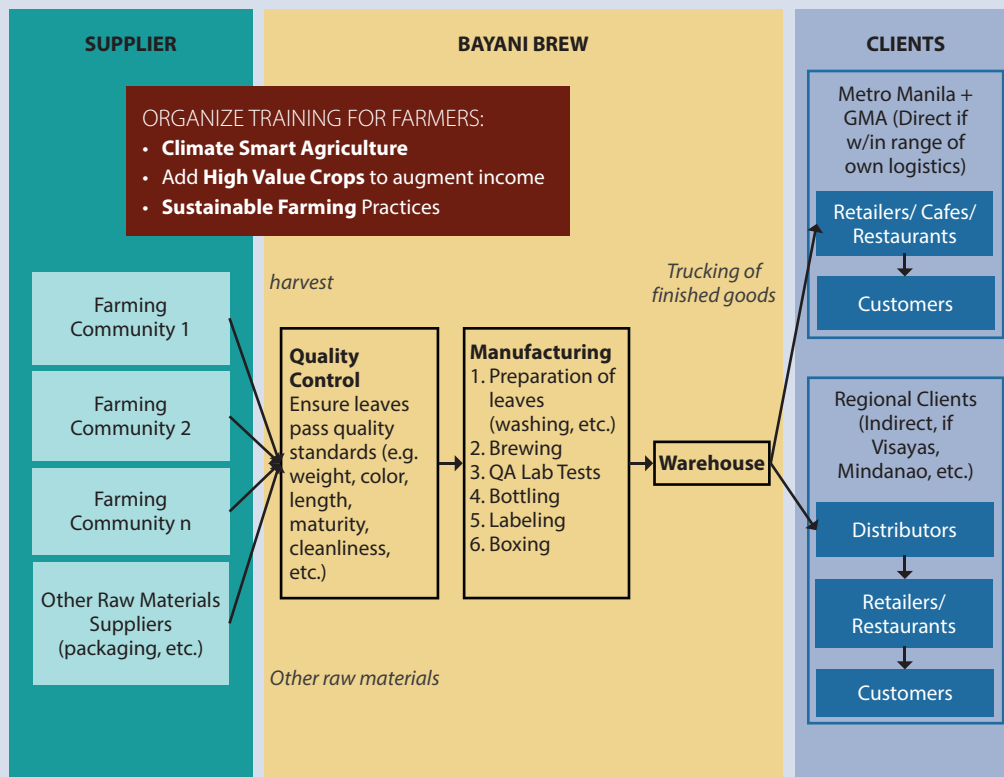 SUPPLIER
BAYANI BREW
CLIENTS
ORGANIZE TRAINING FOR FARMERS:
• Climate Smart Agriculture
• Add High Value Crops to augment income
• Sustainable Farming Practices
harvest
Farming
Community 1
Farming
Community 2
Farming
Community n
Other Raw Materials
Suppliers
(packaging, etc.)
Quality
Control
Ensure leaves
pass quality
standards (e.g.
weight, color,
length,
maturity,
cleanliness,
etc.)
Other raw materials
Manufacturing
1. Preparation of
leaves
(washing, etc.)
2. Brewing
3. QA Lab Tests
4. Bottling
5. Labeling
6. Boxing
Trucking of
finished goods
Warehouse
Metro Manila +
GMA (Direct if
w/in range of
own logistics)
Retailers/ Cafes/
Restaurants
Customers
Regional Clients
(Indirect, if
Visayas,
Mindanao, etc.)
Distributors
Retailers/
Restaurants
Customers